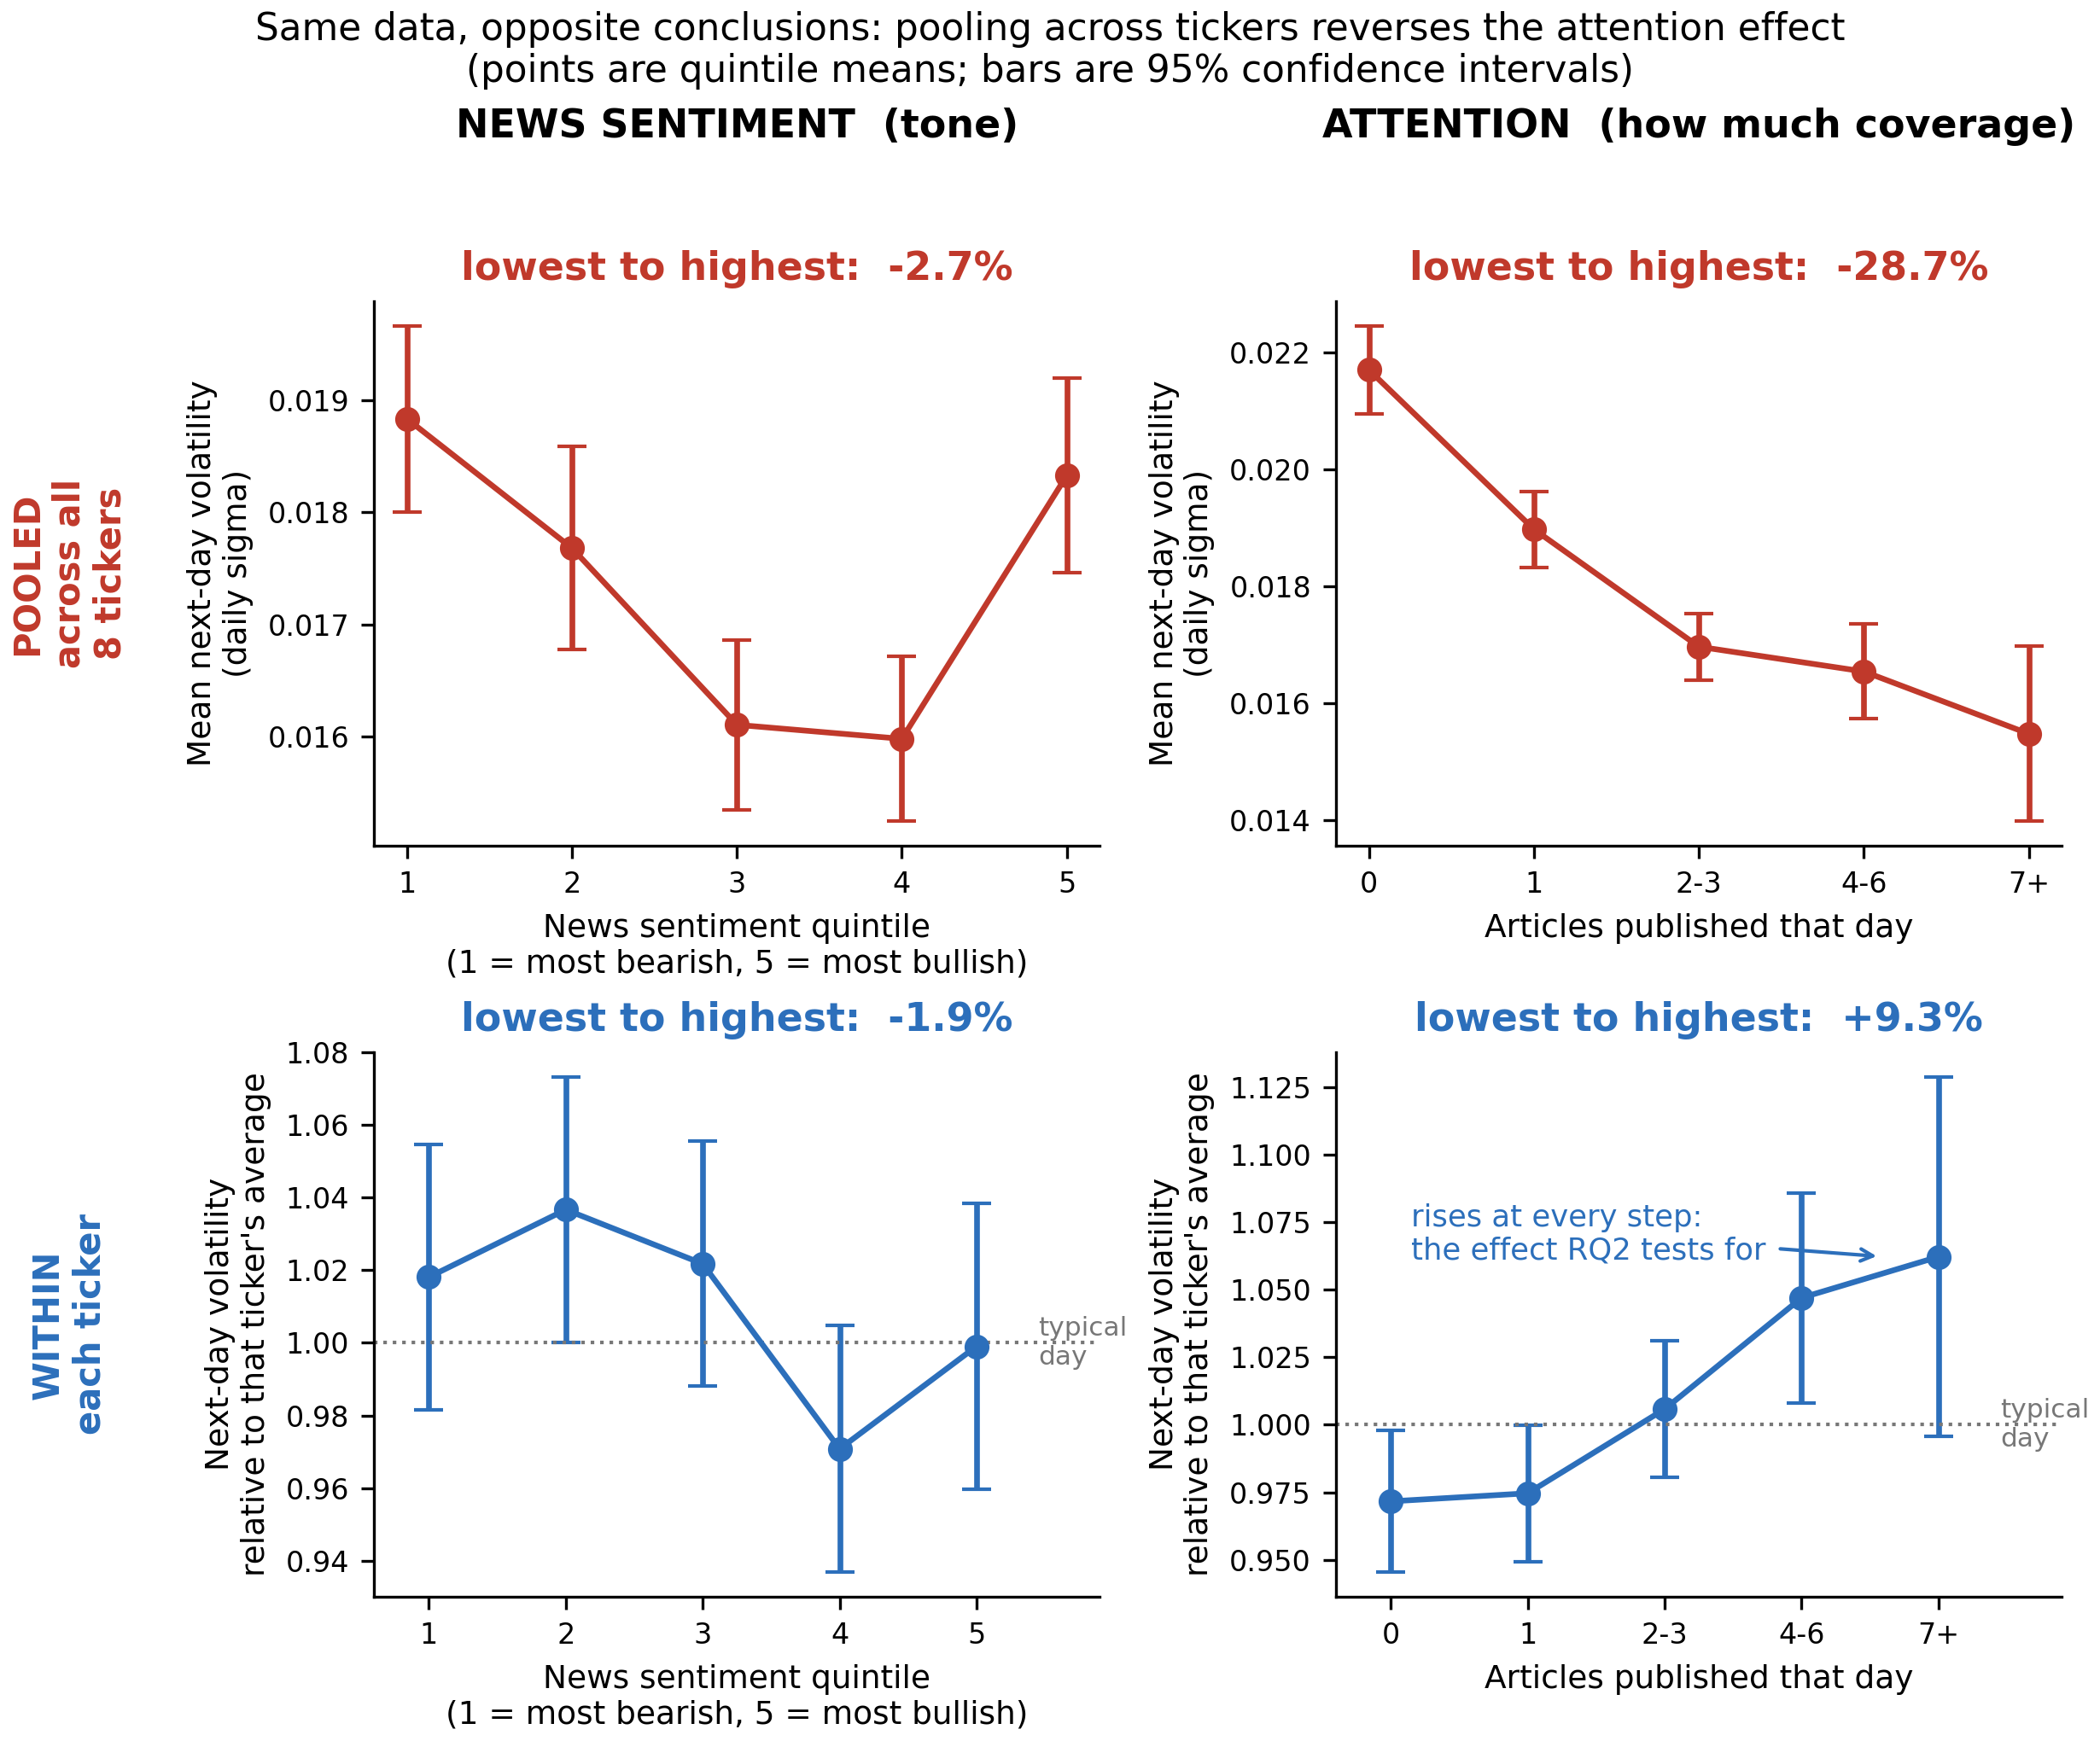 Same data, opposite conclusions: pooling across tickers reverses the attention effect
(points are quintile means; bars are 95% confidence intervals)
NEWS SENTIMENT  (tone)
ATTENTION  (how much coverage)
POOLED
across all
8 tickers
lowest to highest:  -2.7%
Mean next-day volatility
(daily sigma)
0.019
0.018
0.017
0.016
1
2
3
4
5
News sentiment quintile
(1 = most bearish, 5 = most bullish)
lowest to highest:  -28.7%
Mean next-day volatility
(daily sigma)
0.022
0.020
0.018
0.016
0.014
0
1
2-3
4-6
7+
Articles published that day
WITHIN
each ticker
lowest to highest:  -1.9%
Next-day volatility
relative to that ticker's average
1.08
1.06
1.04
1.02
1.00
0.98
0.96
0.94
typical
day
1
2
3
4
5
News sentiment quintile
(1 = most bearish, 5 = most bullish)
lowest to highest:  +9.3%
Next-day volatility
relative to that ticker's average
1.125
1.100
1.075
1.050
1.025
1.000
0.975
0.950
rises at every step:
the effect RQ2 tests for
typical
day
0
1
2-3
4-6
7+
Articles published that day